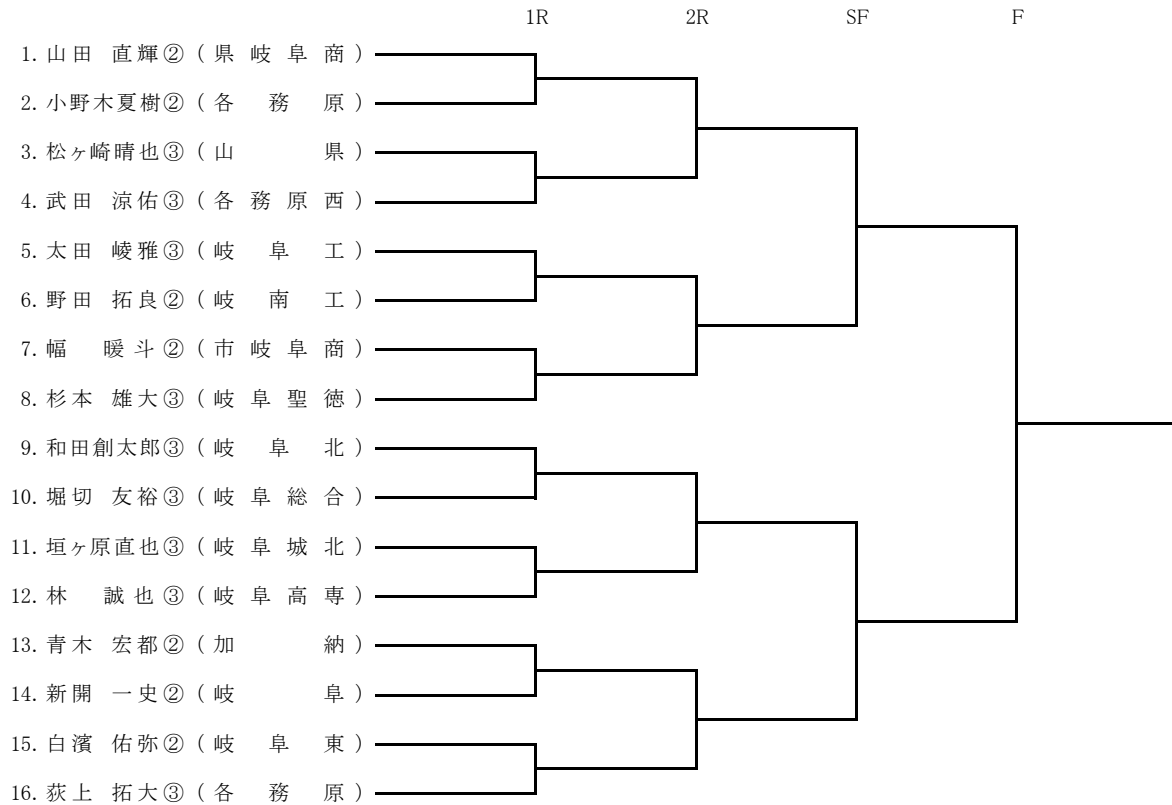 1R 2R SF F
1. 山田 直輝② (県岐阜商)
2. 小野木夏樹② (各務原)
3. 松ヶ崎晴也③ (山県)
4. 武田 涼佑③ (各務原西)
5. 太田 崚雅③ (岐阜工)
6. 野田 拓良② (岐南工)
7. 幅 暖斗② (市岐阜商)
8. 杉本 雄大③ (岐阜聖徳)
9. 和田創太郎③ (岐阜北)
10. 堀切 友裕③ (岐阜総合)
11. 垣ヶ原直也③ (岐阜城北)
12. 林 誠也③ (岐阜高専)
13. 青木 宏都② (加納)
14. 新開 一史② (岐阜)
15. 白濱 佑弥② (岐阜東)
16. 荻上 拓大③ (各務原)